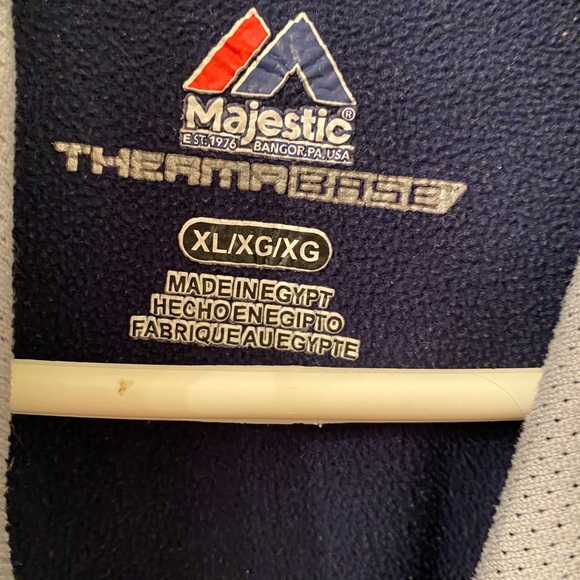 Majestic®
EST. 1976 BANGOR, PA, USA
THERMABASE
XL/XG/XG
MADE IN EGYPT
HECHO EN EGIPTO
FABRIQUE AU EGYPTE